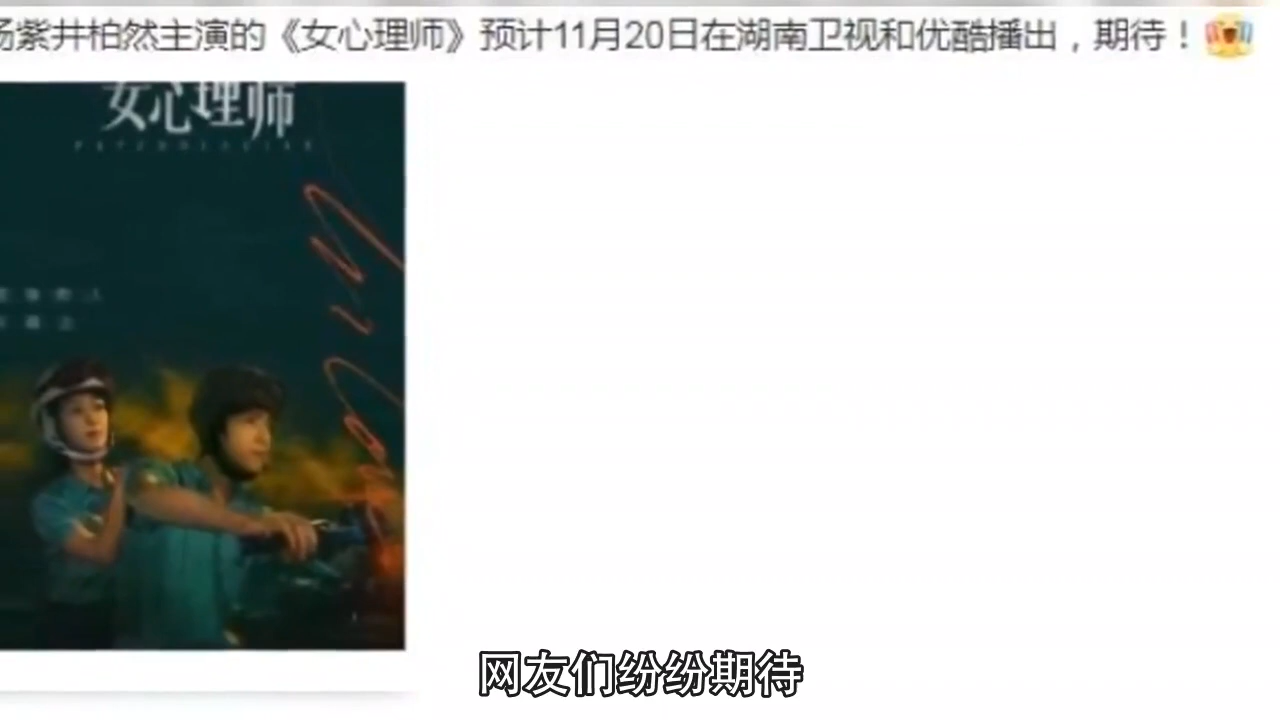 杨紫井柏然主演的《女心理师》预计11月20日在湖南卫视和优酷播出，期待！
女心理师
网友们纷纷期待